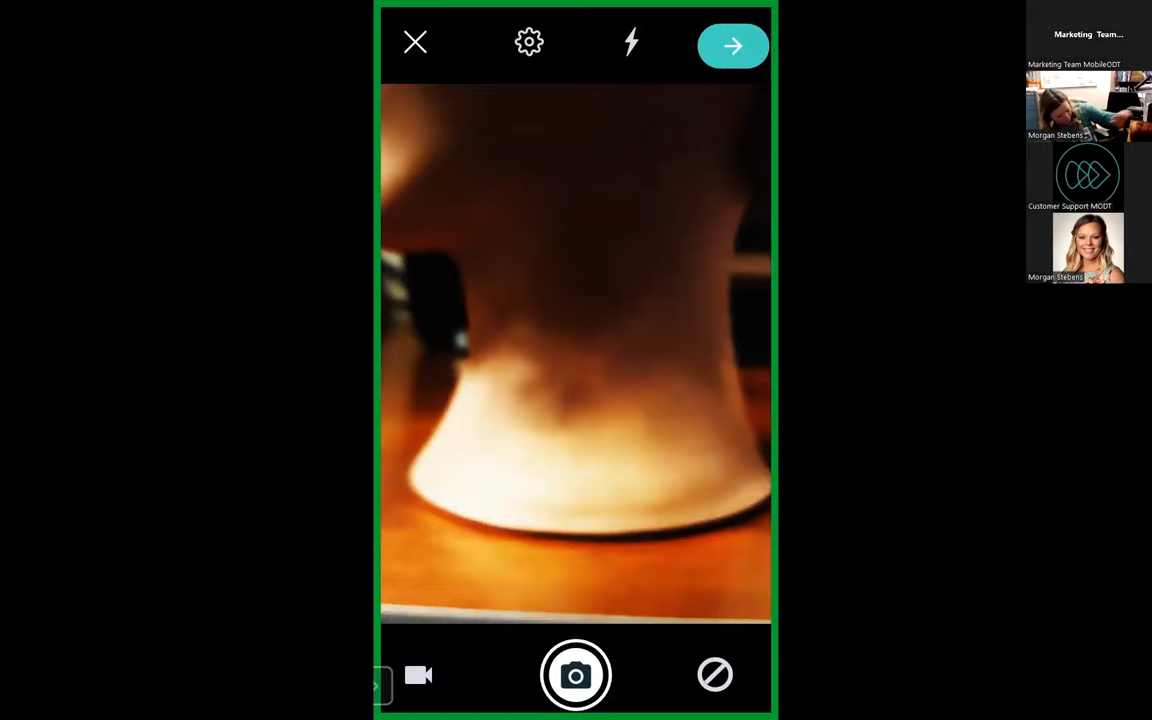 Marketing Team...
Marketing Team MobileODT
Morgan Stebens
Customer Support MODT
Morgan Stebens